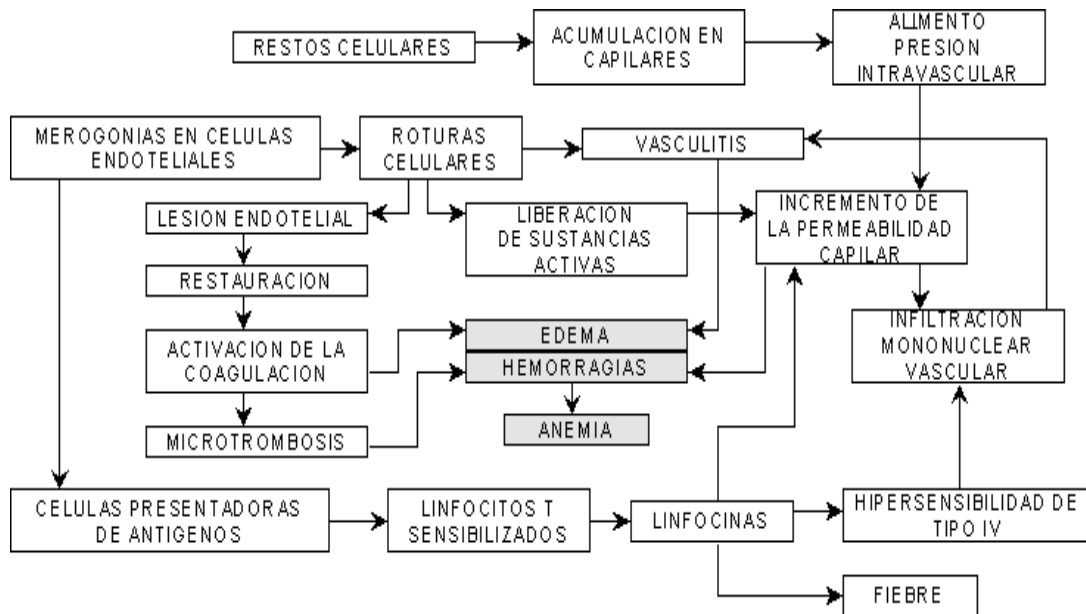 RESTOS CELULARES
ACUMULACION EN
CAPILARES
ALIMENTO
PRESION
INTRAVASCULAR
MEROGONIAS EN CELULAS
ENDOTELIALES
ROTURAS
CELULARES
VASCULITIS
LESION ENDOTELIAL
LIBERACION
DE SUSTANCIAS
ACTIVAS
INCREMENTO DE
LA PERMEABILIDAD
CAPILAR
RESTAURACION
ACTIVACION DE LA
COAGULACION
EDEMA
HEMORRAGIAS
INFILTRACION
MONONUCLEAR
VASCULAR
MICROTROMBOSIS
ANEMIA
CELULAS PRESENTADORAS
DE ANTIGENOS
LINFOCITOS T
SENSIBILIZADOS
LINFOCINAS
HIPERSENSIBILIDAD DE
TIPO IV
FIEBRE